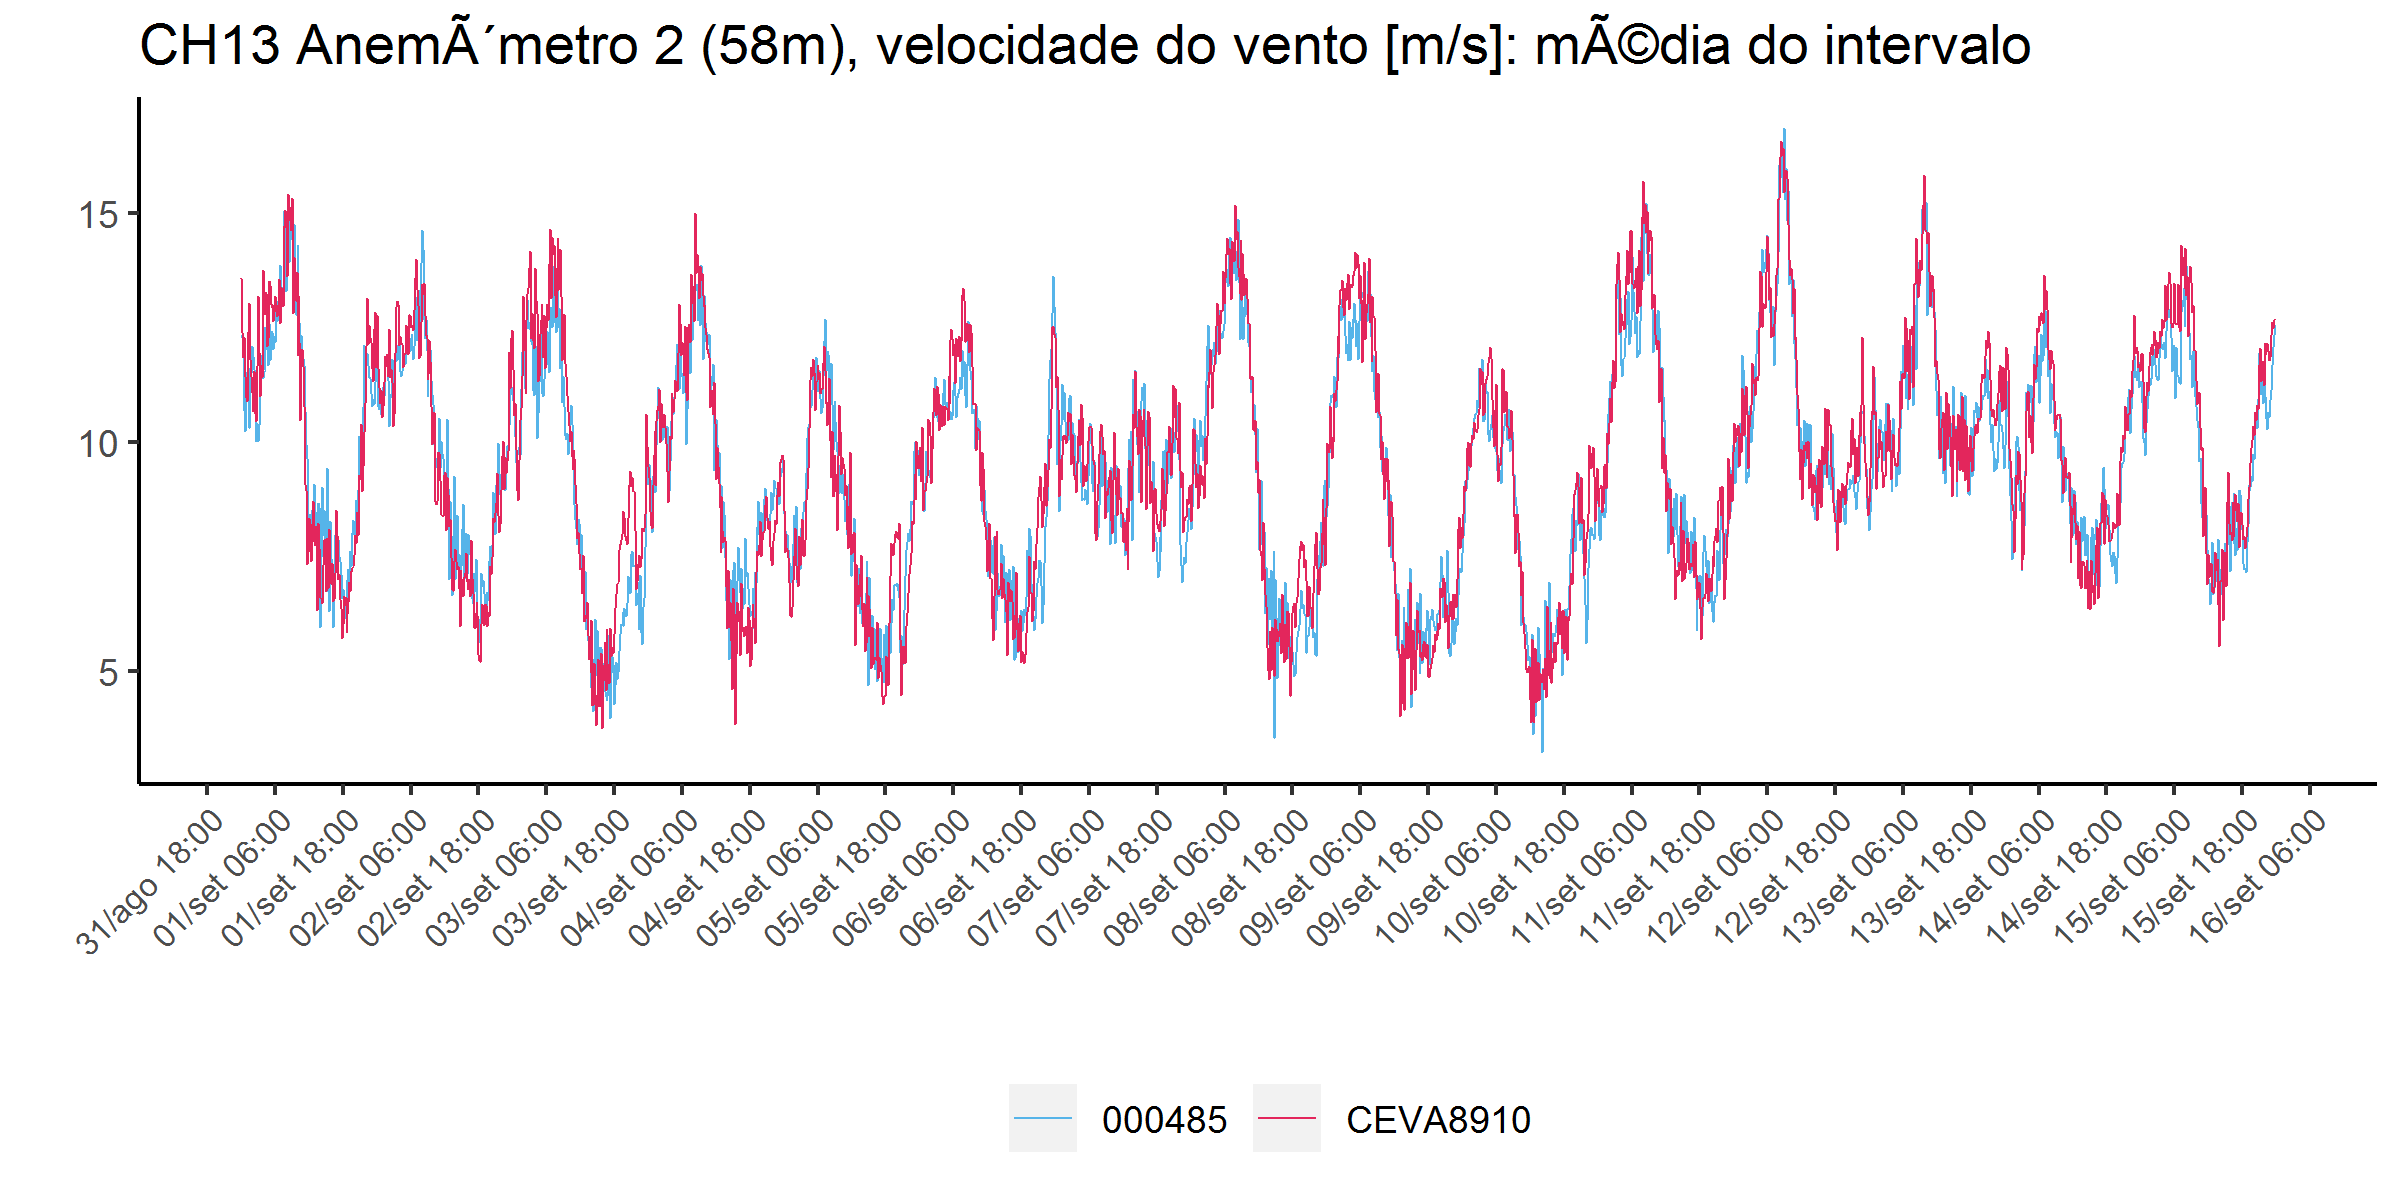 CH13 AnemÃ´metro 2 (58m), velocidade do vento [m/s]: mÃ©dia do intervalo
15
10
5
31/ago 18:00
01/set 06:00
01/set 18:00
02/set 06:00
02/set 18:00
03/set 06:00
03/set 18:00
04/set 06:00
04/set 18:00
05/set 06:00
05/set 18:00
06/set 06:00
06/set 18:00
07/set 06:00
07/set 18:00
08/set 06:00
08/set 18:00
09/set 06:00
09/set 18:00
10/set 06:00
10/set 18:00
11/set 06:00
11/set 18:00
12/set 06:00
12/set 18:00
13/set 06:00
13/set 18:00
14/set 06:00
14/set 18:00
15/set 06:00
15/set 18:00
16/set 06:00
000485
CEVA8910